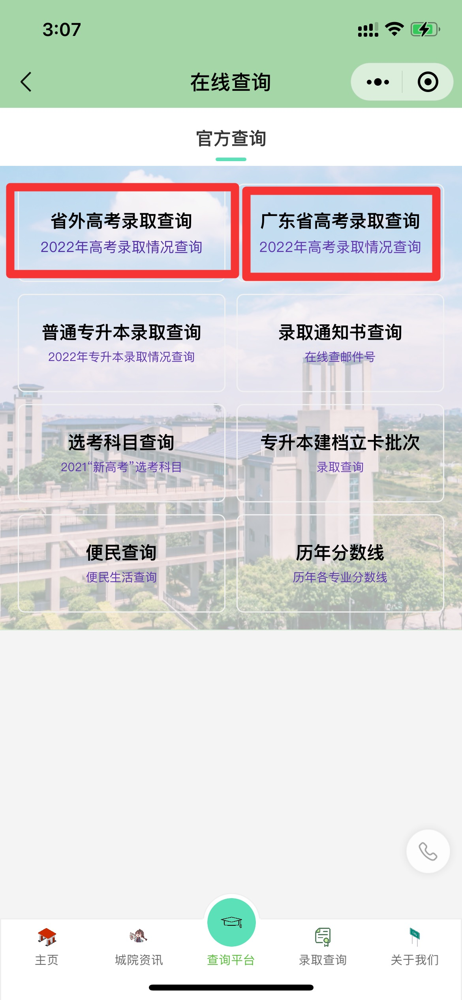 3:07
在线查询
官方查询
省外高考录取查询
2022年高考录取情况查询
广东省高考录取查询
2022年高考录取情况查询
普通专升本录取查询
2022年专升本录取情况查询
录取通知书查询
在线查邮件号
选考科目查询
2021“新高考”选考科目
专升本建档立卡批次
录取查询
便民查询
便民生活查询
历年分数线
历年各专业分数线
主页
城院资讯
查询平台
录取查询
关于我们